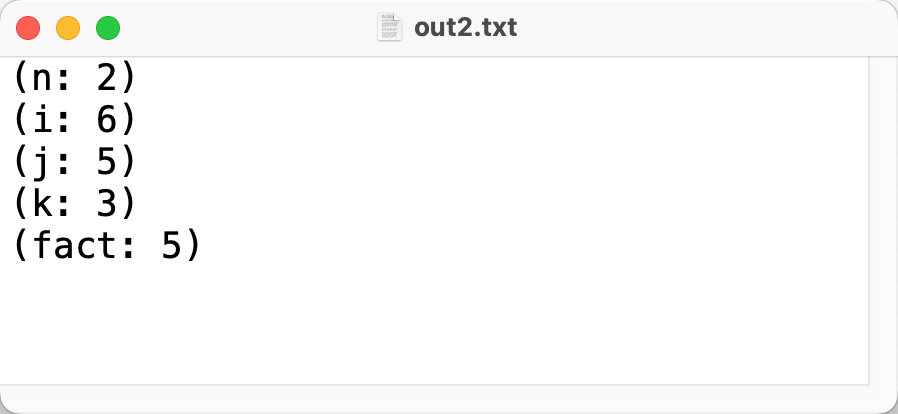 out2.txt
(n: 2)
(i: 6)
(j: 5)
(k: 3)
(fact: 5)